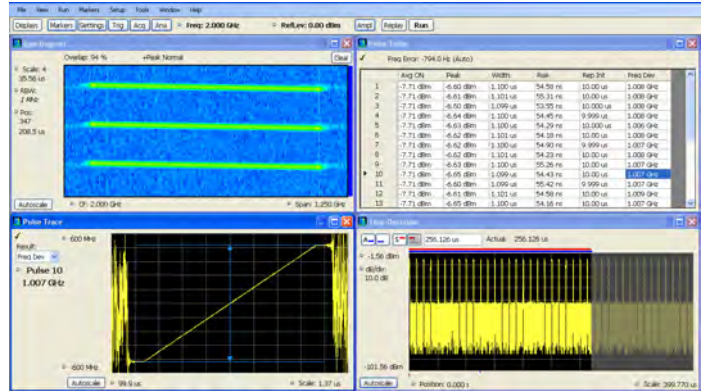 File View Run Markers Setup Tools Window Help
Displays Markers Settings Trig Acq Ana Freq: 2.000 GHz RefLev: 0.00 dBm Ampl Replay Run
Spectrogram
Overlap: 94 % +Peak Normal Clear
Scale: 4
35.56 us
RBW:
1 MHz
Pos:
347
208.5 us
Autoscale CF: 2.000 GHz Span: 1.250 GHz
Pulse Table
Freq Error: -794.0 Hz (Auto)
Avg ON Peak Width Rise Rep Int Freq Dev
1 -7.71 dBm -6.60 dBm 1.100 us 54.58 ns 10.00 us 1.008 GHz
2 -7.71 dBm -6.61 dBm 1.101 us 55.31 ns 10.00 us 1.008 GHz
3 -7.71 dBm -6.60 dBm 1.099 us 53.55 ns 10.000 us 1.008 GHz
4 -7.71 dBm -6.64 dBm 1.100 us 54.45 ns 9.999 us 1.008 GHz
5 -7.71 dBm -6.63 dBm 1.100 us 54.29 ns 10.000 us 1.006 GHz
6 -7.71 dBm -6.62 dBm 1.101 us 54.18 ns 10.00 us 1.008 GHz
7 -7.71 dBm -6.62 dBm 1.100 us 54.90 ns 9.999 us 1.007 GHz
8 -7.71 dBm -6.62 dBm 1.100 us 54.23 ns 10.00 us 1.007 GHz
9 -7.71 dBm -6.63 dBm 1.100 us 55.26 ns 10.00 us 1.008 GHz
10 -7.71 dBm -6.65 dBm 1.099 us 54.43 ns 10.00 us 1.007 GHz
11 -7.71 dBm -6.60 dBm 1.099 us 55.42 ns 9.999 us 1.007 GHz
12 -7.71 dBm -6.61 dBm 1.101 us 54.58 ns 10.00 us 1.009 GHz
13 -7.71 dBm -6.65 dBm 1.101 us 54.16 ns 10.00 us 1.008 GHz
Pulse Trace
600 MHz
Result:
Freq Dev
Pulse 10
1.007 GHz
-600 MHz
Autoscale 99.9 us Scale: 1.37 us
Time Overview
256.126 us Actual: 256.126 us
-1.56 dBm
dB/div:
10.0 dB
-101.56 dBm
Autoscale Position: 0.000 s Scale: 399.770 us